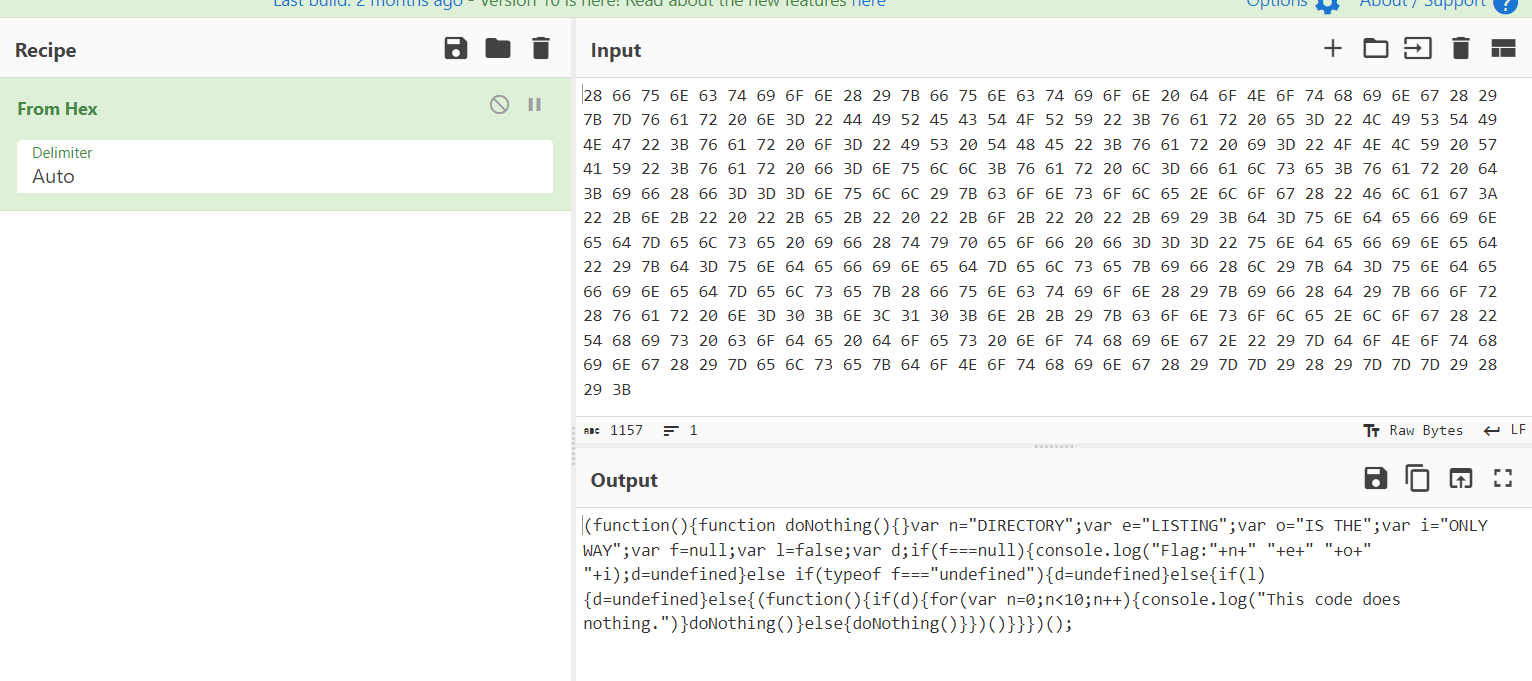 Last build: 2 months ago - Version 10 is here! Read about the new features here
Options
About / Support
Recipe
Input
From Hex
Delimiter
Auto
28 66 75 6E 63 74 69 6F 6E 28 29 7B 66 75 6E 63 74 69 6F 6E 20 64 6F 4E 6F 74 68 69 6E 67 28 29
7B 7D 76 61 72 20 6E 3D 22 44 49 52 45 43 54 4F 52 59 22 3B 76 61 72 20 65 3D 22 4C 49 53 54 49
4E 47 22 3B 76 61 72 20 6F 3D 22 49 53 20 54 48 45 22 3B 76 61 72 20 69 3D 22 4F 4E 4C 59 20 57
41 59 22 3B 76 61 72 20 66 3D 6E 75 6C 6C 3B 76 61 72 20 6C 3D 66 61 6C 73 65 3B 76 61 72 20 64
3B 69 66 28 66 3D 3D 3D 6E 75 6C 6C 29 7B 63 6F 6E 73 6F 6C 65 2E 6C 6F 67 28 22 46 6C 61 67 3A
22 2B 6E 2B 22 20 22 2B 65 2B 22 20 22 2B 6F 2B 22 20 22 2B 69 29 3B 64 3D 75 6E 64 65 66 69 6E
65 64 7D 65 6C 73 65 20 69 66 28 74 79 70 65 6F 66 20 66 3D 3D 3D 22 75 6E 64 65 66 69 6E 65 64
22 29 7B 64 3D 75 6E 64 65 66 69 6E 65 64 7D 65 6C 73 65 7B 69 66 28 6C 29 7B 64 3D 75 6E 64 65
66 69 6E 65 64 7D 65 6C 73 65 7B 28 66 75 6E 63 74 69 6F 6E 28 29 7B 69 66 28 64 29 7B 66 6F 72
28 76 61 72 20 6E 3D 30 3B 6E 3C 31 30 3B 6E 2B 2B 29 7B 63 6F 6E 73 6F 6C 65 2E 6C 6F 67 28 22
54 68 69 73 20 63 6F 64 65 20 64 6F 65 73 20 6E 6F 74 68 69 6E 67 2E 22 29 7D 64 6F 4E 6F 74 68
69 6E 67 28 29 7D 65 6C 73 65 7B 64 6F 4E 6F 74 68 69 6E 67 28 29 7D 7D 29 28 29 7D 7D 7D 29 28
29 3B
ABC 1157 1
Raw Bytes LF
Output
(function(){function doNothing(){}var n="DIRECTORY";var e="LISTING";var o="IS THE";var i="ONLY
WAY";var f=null;var l=false;var d;if(f===null){console.log("Flag:"+n+" "+e+" "+o+"
"+i);d=undefined}else if(typeof f==="undefined"){d=undefined}else{if(l)
{d=undefined}else{(function(){if(d){for(var n=0;n<10;n++){console.log("This code does
nothing.")}doNothing()}else{doNothing()}})()}}})();